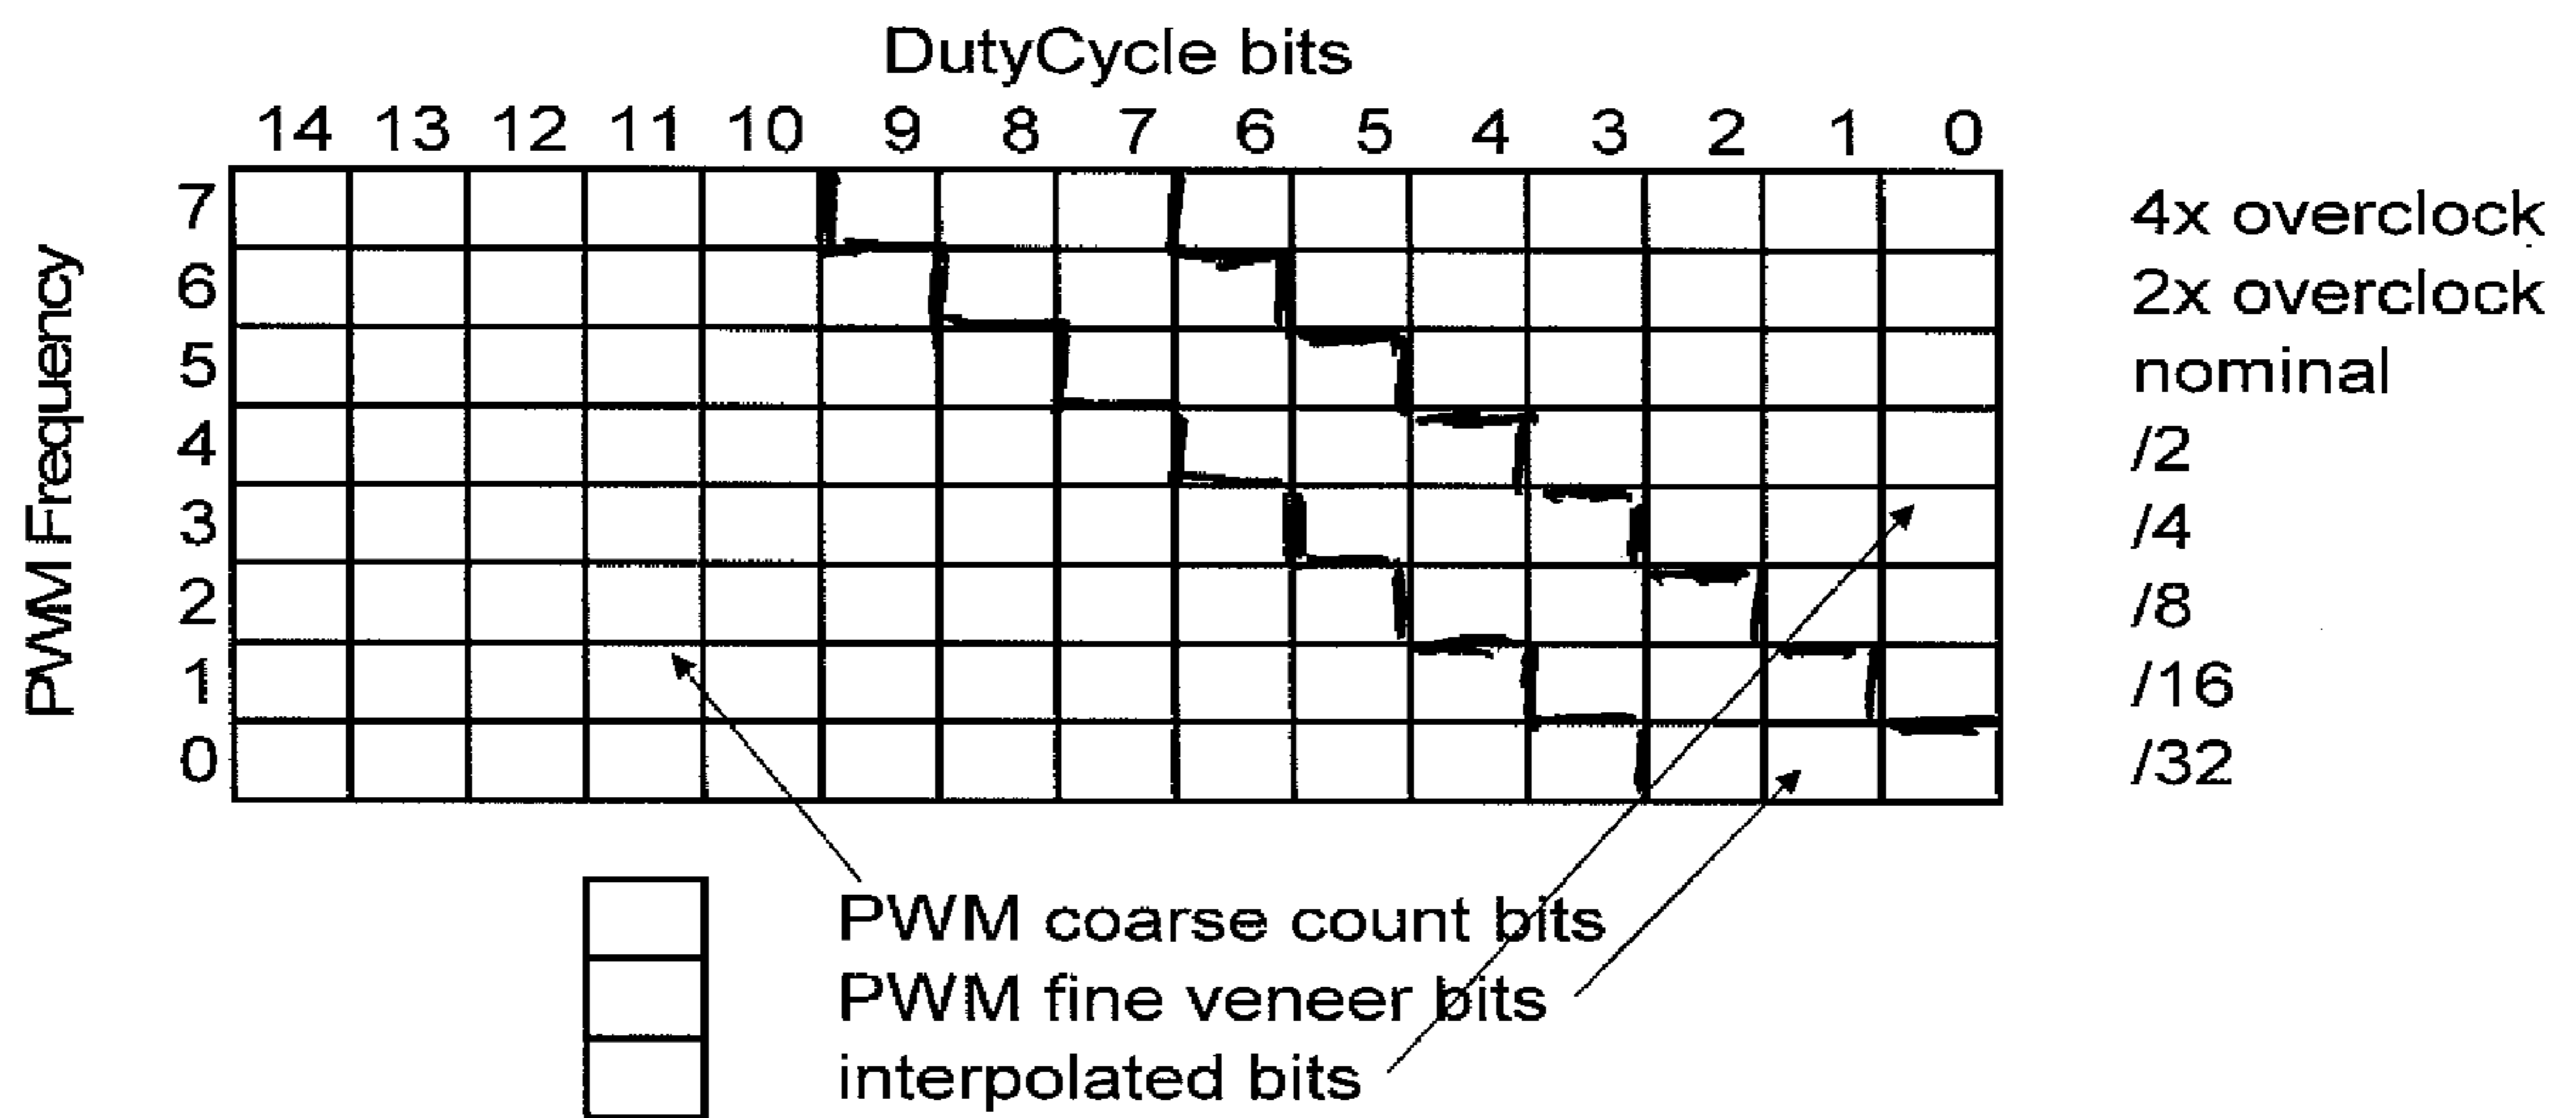 DutyCycle bits
14 13 12 11 10 9 8 7 6 5 4 3 2 1 0
PWM Frequency
7 4x overclock
6 2x overclock
5 nominal
4 /2
3 /4
2 /8
1 /16
0 /32
PWM coarse count bits
PWM fine veneer bits
interpolated bits